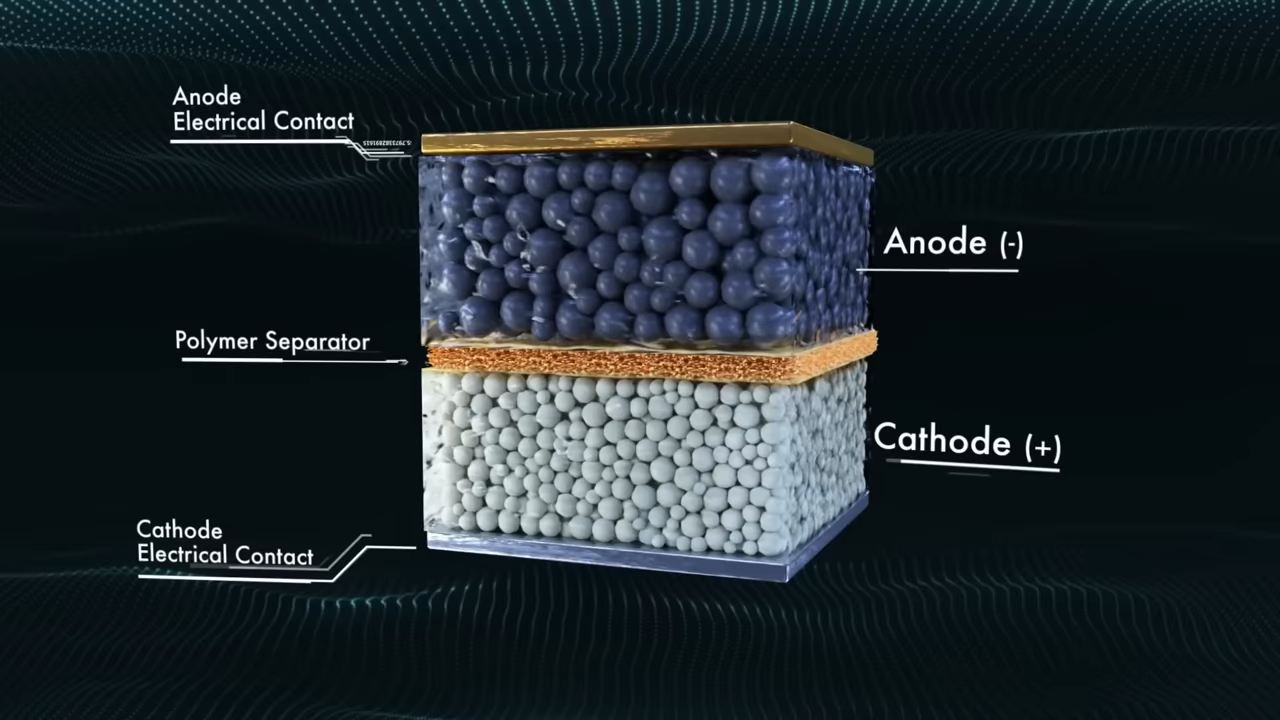 Anode
Electrical Contact
Anode (-)
Polymer Separator
Cathode (+)
Cathode
Electrical Contact